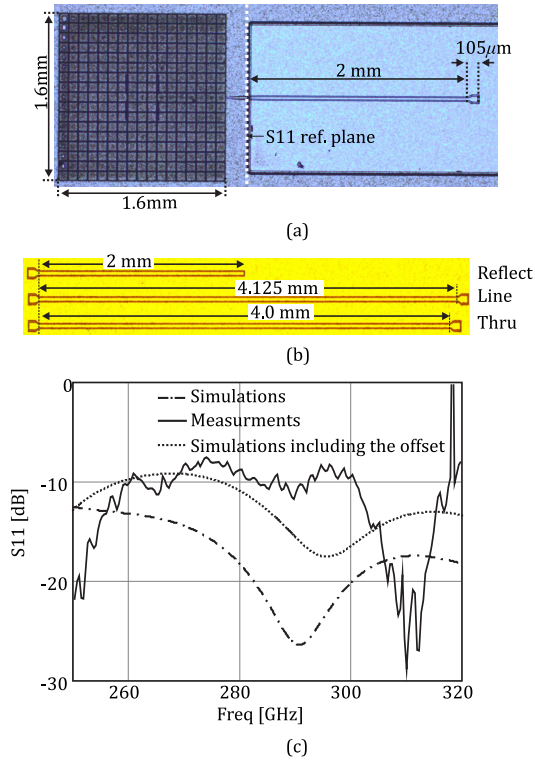 105μm
2 mm
1.6mm
S11 ref. plane
1.6mm
(a)
2 mm
Reflect
4.125 mm
Line
4.0 mm
Thru
(b)
0
-10
-20
-30
S11 [dB]
Simulations
Measurments
Simulations including the offset
260
280
300
320
Freq [GHz]
(c)